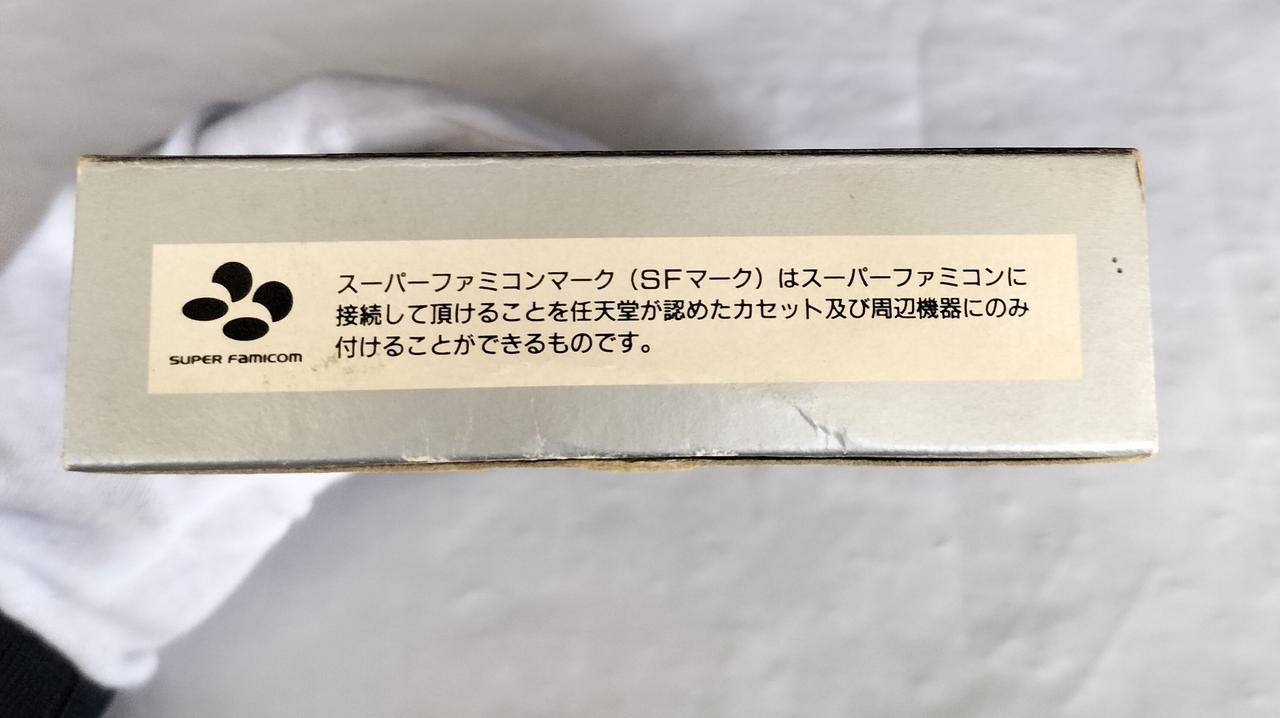 SUPER FAMICOM
スーパーファミコンマーク（SFマーク）はスーパーファミコンに
接続して頂けることを任天堂が認めたカセット及び周辺機器にのみ
付けることができるものです。